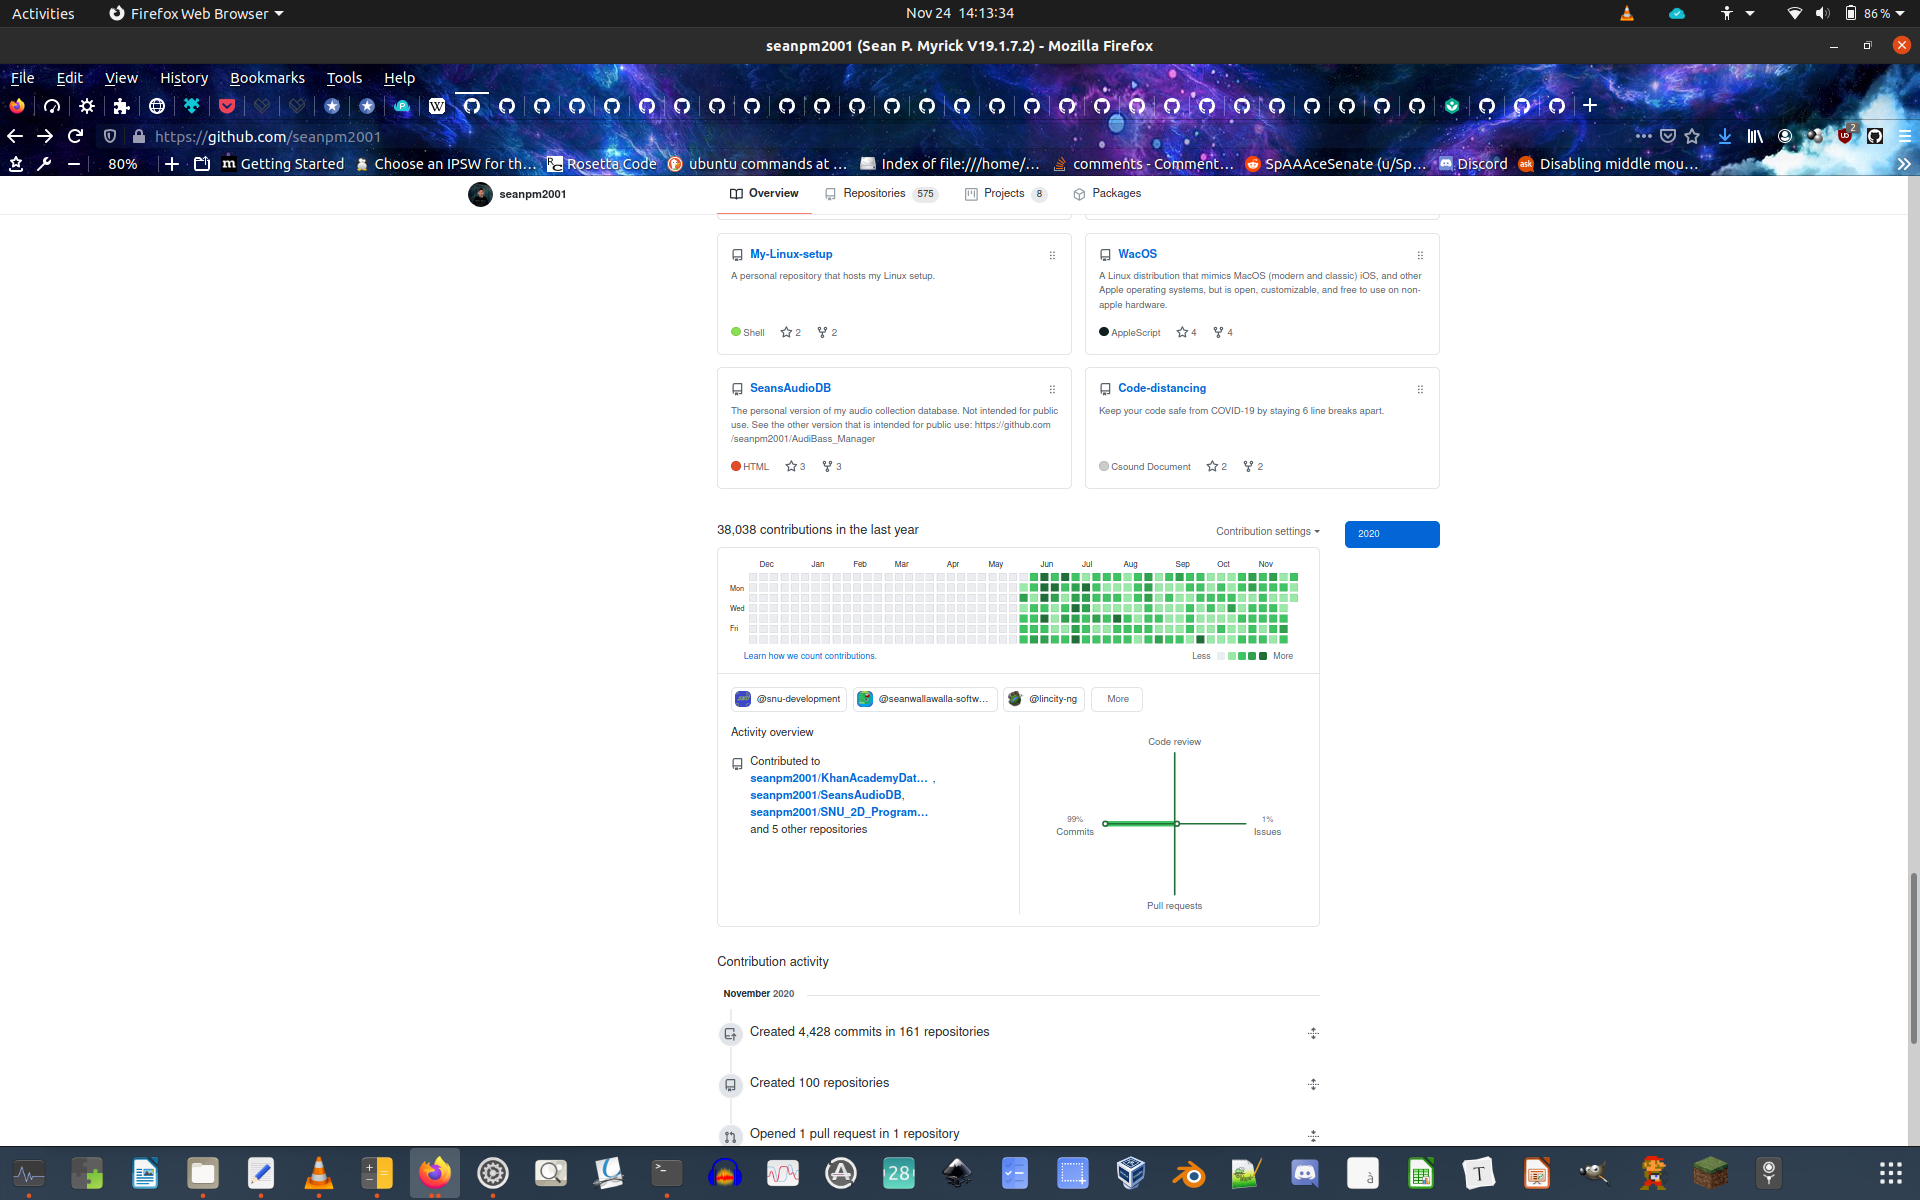 Activities Firefox Web Browser Nov 24 14:13:34 86 %
seanpm2001 (Sean P. Myrick V19.1.7.2) - Mozilla Firefox
File Edit View History Bookmarks Tools Help
https://github.com/seanpm2001 2
80% Getting Started Choose an IPSW for th… Rosetta Code ubuntu commands at … Index of file:///home/… comments - Comment… SpAAAceSenate (u/Sp… Discord Disabling middle mou…
seanpm2001 Overview Repositories 575 Projects 8 Packages
My-Linux-setup
A personal repository that hosts my Linux setup.
Shell 2 2
WacOS
A Linux distribution that mimics MacOS (modern and classic) iOS, and other
Apple operating systems, but is open, customizable, and free to use on non-
apple hardware.
AppleScript 4 4
SeansAudioDB
The personal version of my audio collection database. Not intended for public
use. See the other version that is intended for public use: https://github.com
/seanpm2001/AudiBass_Manager
HTML 3 3
Code-distancing
Keep your code safe from COVID-19 by staying 6 line breaks apart.
Csound Document 2 2
38,038 contributions in the last year Contribution settings 2020
Dec Jan Feb Mar Apr May Jun Jul Aug Sep Oct Nov
Mon
Wed
Fri
Learn how we count contributions. Less More
@snu-development @seanwallawalla-softw… @lincity-ng More
Activity overview
Contributed to
seanpm2001/KhanAcademyDat… ,
seanpm2001/SeansAudioDB,
seanpm2001/SNU_2D_Program…
and 5 other repositories
Code review
99% Commits
1% Issues
Pull requests
Contribution activity
November 2020
Created 4,428 commits in 161 repositories
Created 100 repositories
Opened 1 pull request in 1 repository
28